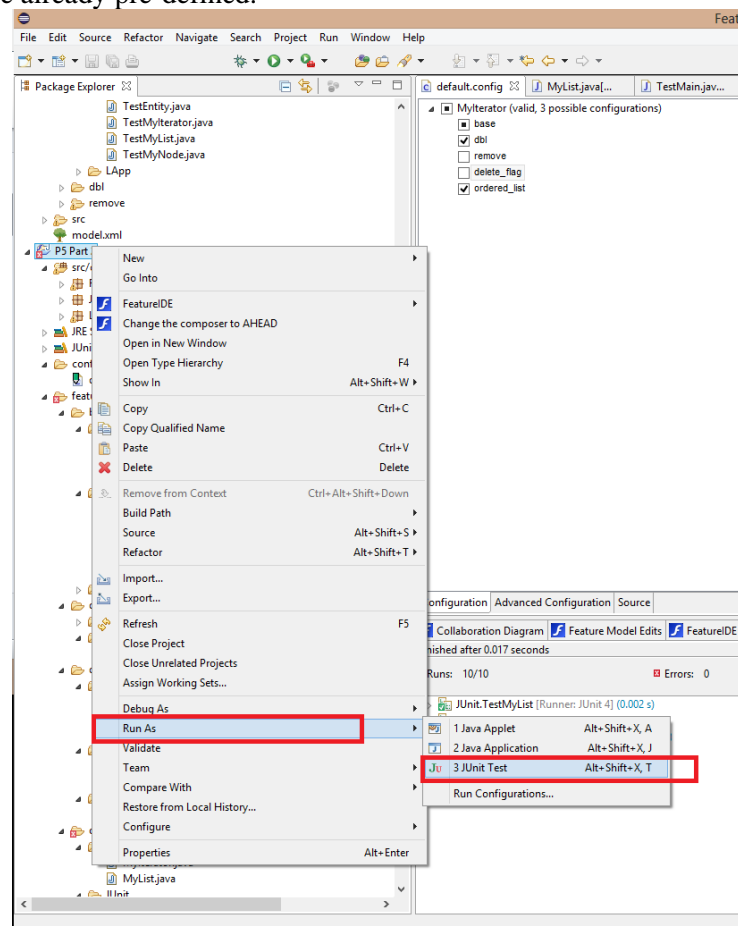 e already pre-defined.
Feat
File Edit Source Refactor Navigate Search Project Run Window Help
Package Explorer
default.config MyList.java[... TestMain.jav...
TestEntity.java
TestMyIterator.java
TestMyList.java
TestMyNode.java
LApp
dbl
remove
src
model.xml
MyIterator (valid, 3 possible configurations)
base
dbl
remove
delete_flag
ordered_list
P5 Part
src/
JRE
JUni
conf
feat
New
Go Into
FeatureIDE
Change the composer to AHEAD
Open in New Window
Open Type Hierarchy F4
Show In Alt+Shift+W
Copy Ctrl+C
Copy Qualified Name
Paste Ctrl+V
Delete Delete
Remove from Context Ctrl+Alt+Shift+Down
Build Path
Source Alt+Shift+S
Refactor Alt+Shift+T
Import...
Export...
Refresh F5
Close Project
Close Unrelated Projects
Assign Working Sets...
Debug As
Run As
Validate
Team
Compare With
Restore from Local History...
Configure
Properties Alt+Enter
1 Java Applet Alt+Shift+X, A
2 Java Application Alt+Shift+X, J
3 JUnit Test Alt+Shift+X, T
Run Configurations...
onfiguration Advanced Configuration Source
Collaboration Diagram Feature Model Edits FeatureIDE
nished after 0.017 seconds
Runs: 10/10 Errors: 0
JUnit.TestMyList [Runner: JUnit 4] (0.002 s)
MyList.java
JUnit